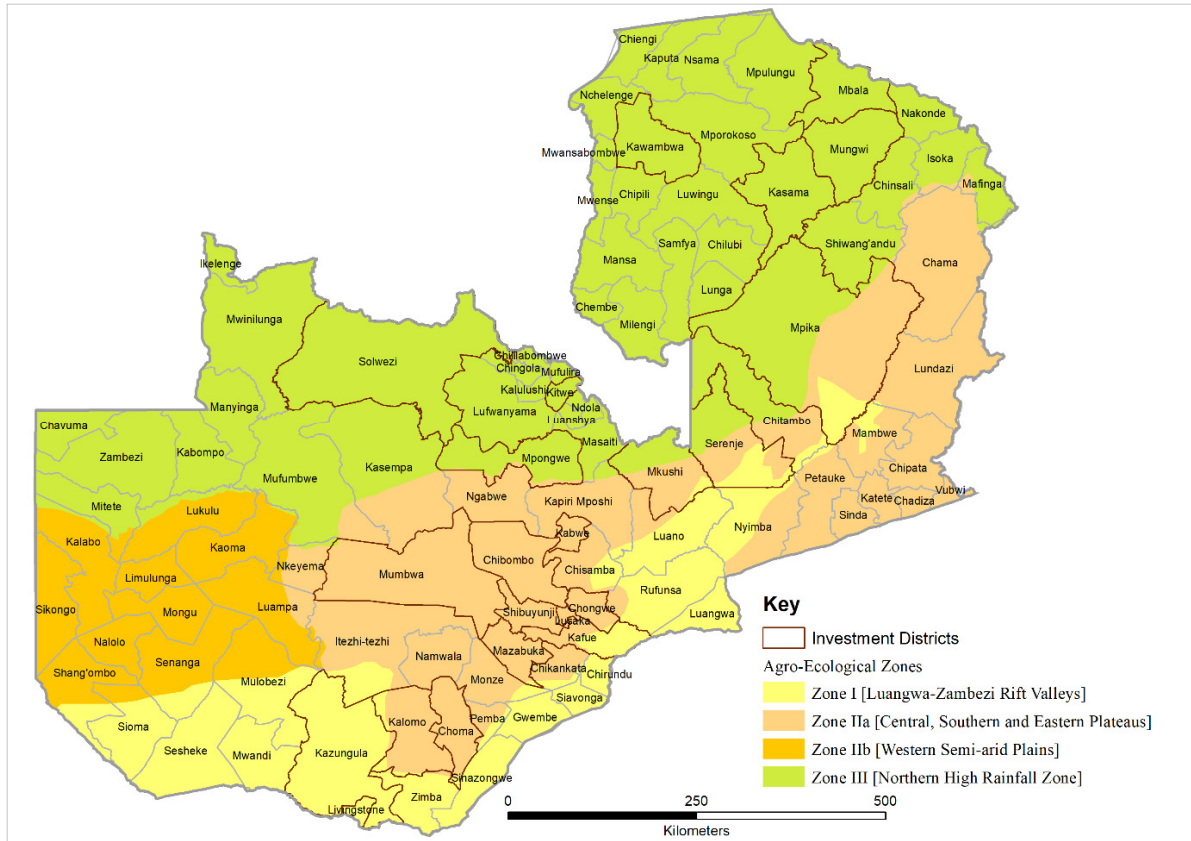 Chiengi
Kaputa
Nsama
Mpulungu
Mbala
Nchelenge
Nakonde
Mporokoso
Kawambwa
Mungwi
Mwansabombwe
Isoka
Mafinga
Chinsali
Kasama
Chipili
Luwingu
Mwense
Shiwang'andu
Samfya
Chilubi
Mansa
Chama
Ikelenge
Lunga
Chembe
Milengi
Mpika
Mwinilunga
Solwezi
Chililabombwe
Chingola
Mufulira
Lundazi
Kalulushi
Kitwe
Manyinga
Lufwanyama
Ndola
Luanshya
Chavuma
Chitambo
Mambwe
Zambezi
Kabompo
Masaiti
Serenje
Kasempa
Mpongwe
Chipata
Mufumbwe
Mkushi
Petauke
Vubwi
Ngabwe
Kapiri Mposhi
Katete
Chadiza
Mitete
Lukulu
Sinda
Nyimba
Kabwe
Luano
Kalabo
Kaoma
Chibombo
Nkeyema
Chisamba
Mumbwa
Limulunga
Rufunsa
Sikongo
Mongu
Luampa
Shibuyunji
Chongwe
Luangwa
Lusaka
Kafue
Nalolo
Itezhi-tezhi
Mazabuka
Senanga
Namwala
Shang'ombo
Chikankata
Chirundu
Monze
Mulobezi
Siavonga
Sioma
Pemba
Gwembe
Kalomo
Choma
Sesheke
Mwandi
Kazungula
Sinazongwe
Zimba
Livingstone
Key
Investment Districts
Agro-Ecological Zones
Zone I [Luangwa-Zambezi Rift Valleys]
Zone IIa [Central, Southern and Eastern Plateaus]
Zone IIb [Western Semi-arid Plains]
Zone III [Northern High Rainfall Zone]
0 250 500
Kilometers